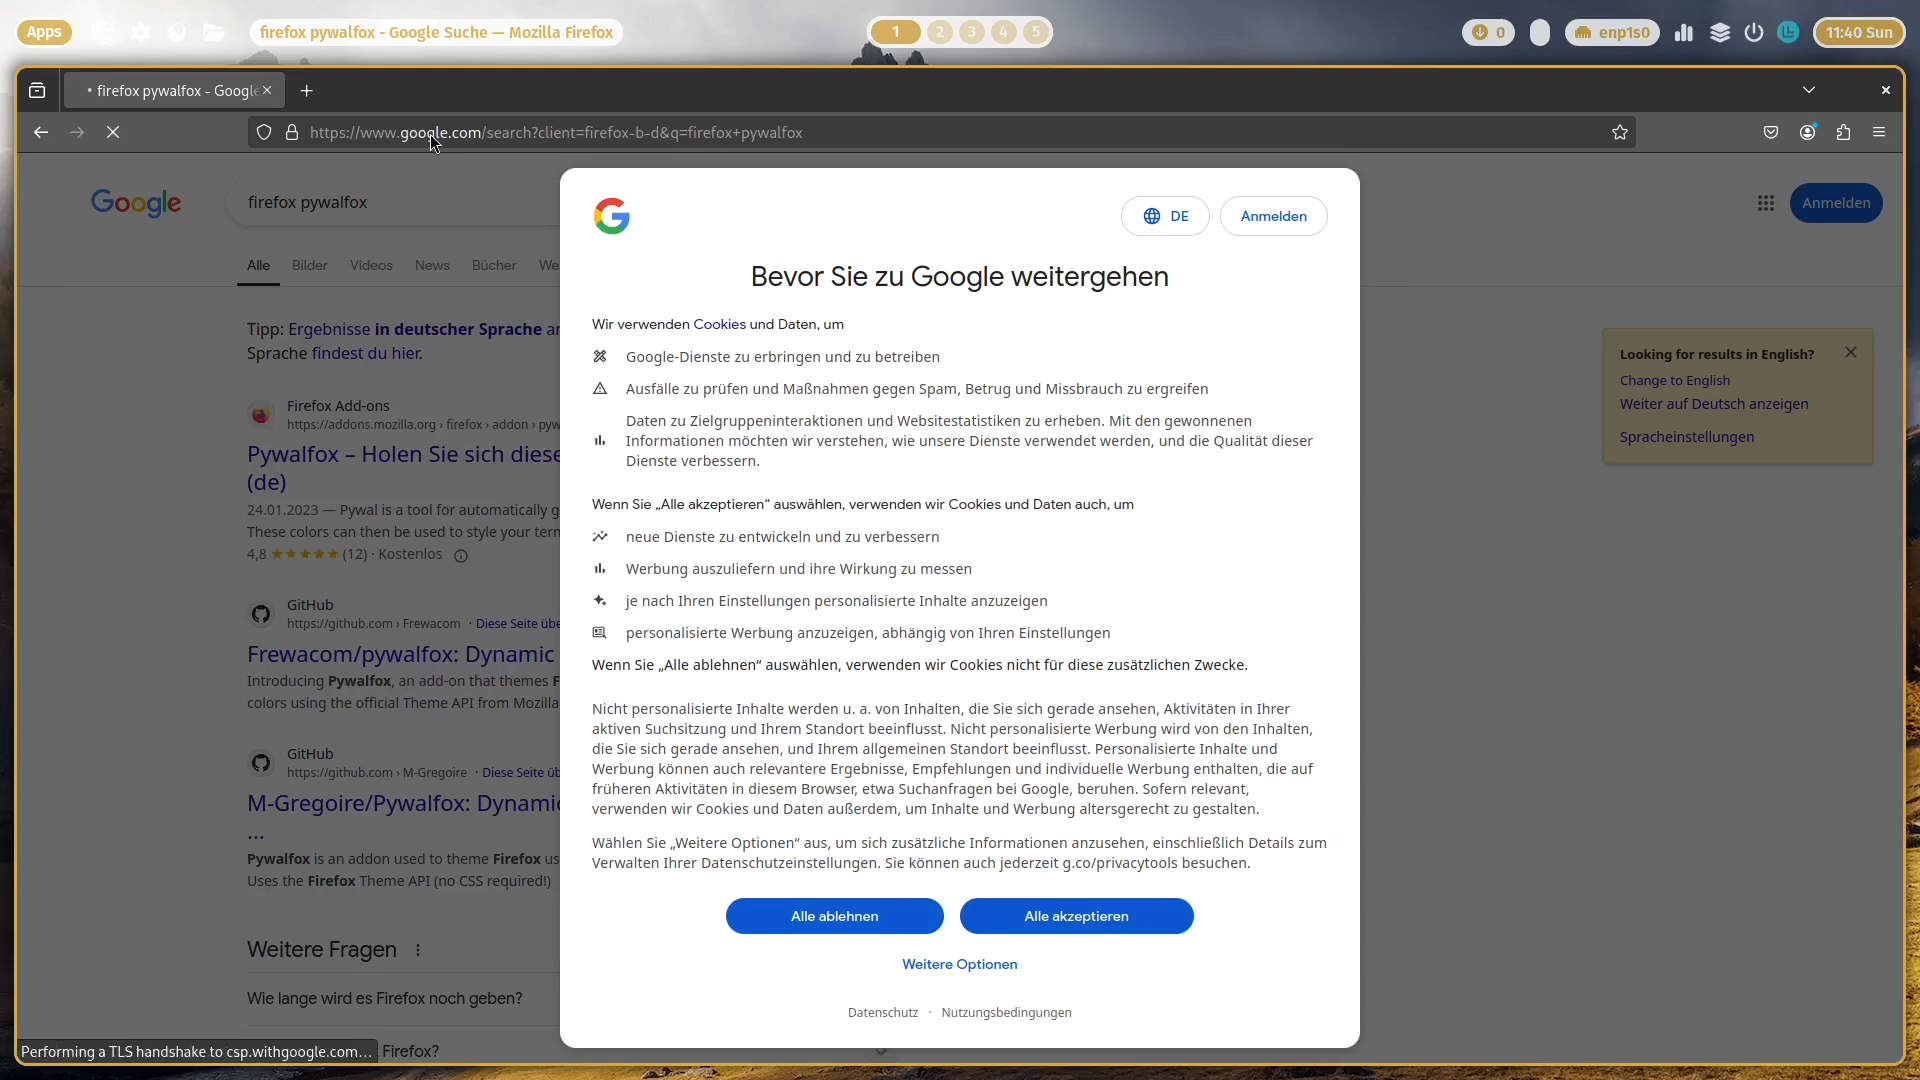 Apps
firefox pywalfox - Google Suche — Mozilla Firefox
1 2 3 4 5
0
enp1s0
11:40 Sun
firefox pywalfox - Google
https://www.google.com/search?client=firefox-b-d&q=firefox+pywalfox
Google
firefox pywalfox
Anmelden
Alle Bilder Videos News Bücher We
Tipp: Ergebnisse in deutscher Sprache
Sprache findest du hier.
Firefox Add-ons
https://addons.mozilla.org › firefox › addon › pyw
Pywalfox – Holen Sie sich diese
(de)
24.01.2023 — Pywal is a tool for automatically g
These colors can then be used to style your
4,8 (12) · Kostenlos
GitHub
https://github.com › Frewacom · Diese Seite übe
Frewacom/pywalfox: Dynamic
Introducing Pywalfox, an add-on that themes F
colors using the official Theme API from Mozilla
GitHub
https://github.com › M-Gregoire · Diese Seite üb
M-Gregoire/Pywalfox: Dynamic
...
Pywalfox is an addon used to theme Firefox us
Uses the Firefox Theme API (no CSS required!)
Weitere Fragen
Wie lange wird es Firefox noch geben?
Firefox?
Performing a TLS handshake to csp.withgoogle.com…
DE
Anmelden
Bevor Sie zu Google weitergehen
Wir verwenden Cookies und Daten, um
Google-Dienste zu erbringen und zu betreiben
Ausfälle zu prüfen und Maßnahmen gegen Spam, Betrug und Missbrauch zu ergreifen
Daten zu Zielgruppeninteraktionen und Websitestatistiken zu erheben. Mit den gewonnenen
Informationen möchten wir verstehen, wie unsere Dienste verwendet werden, und die Qualität dieser
Dienste verbessern.
Wenn Sie „Alle akzeptieren“ auswählen, verwenden wir Cookies und Daten auch, um
neue Dienste zu entwickeln und zu verbessern
Werbung auszuliefern und ihre Wirkung zu messen
je nach Ihren Einstellungen personalisierte Inhalte anzuzeigen
personalisierte Werbung anzuzeigen, abhängig von Ihren Einstellungen
Wenn Sie „Alle ablehnen“ auswählen, verwenden wir Cookies nicht für diese zusätzlichen Zwecke.
Nicht personalisierte Inhalte werden u. a. von Inhalten, die Sie sich gerade ansehen, Aktivitäten in Ihrer
aktiven Suchsitzung und Ihrem Standort beeinflusst. Nicht personalisierte Werbung wird von den Inhalten,
die Sie sich gerade ansehen, und Ihrem allgemeinen Standort beeinflusst. Personalisierte Inhalte und
Werbung können auch relevantere Ergebnisse, Empfehlungen und individuelle Werbung enthalten, die auf
früheren Aktivitäten in diesem Browser, etwa Suchanfragen bei Google, beruhen. Sofern relevant,
verwenden wir Cookies und Daten außerdem, um Inhalte und Werbung altersgerecht zu gestalten.
Wählen Sie „Weitere Optionen“ aus, um sich zusätzliche Informationen anzusehen, einschließlich Details zum
Verwalten Ihrer Datenschutzeinstellungen. Sie können auch jederzeit g.co/privacytools besuchen.
Alle ablehnen
Alle akzeptieren
Weitere Optionen
Datenschutz · Nutzungsbedingungen
Looking for results in English?
Change to English
Weiter auf Deutsch anzeigen
Spracheinstellungen